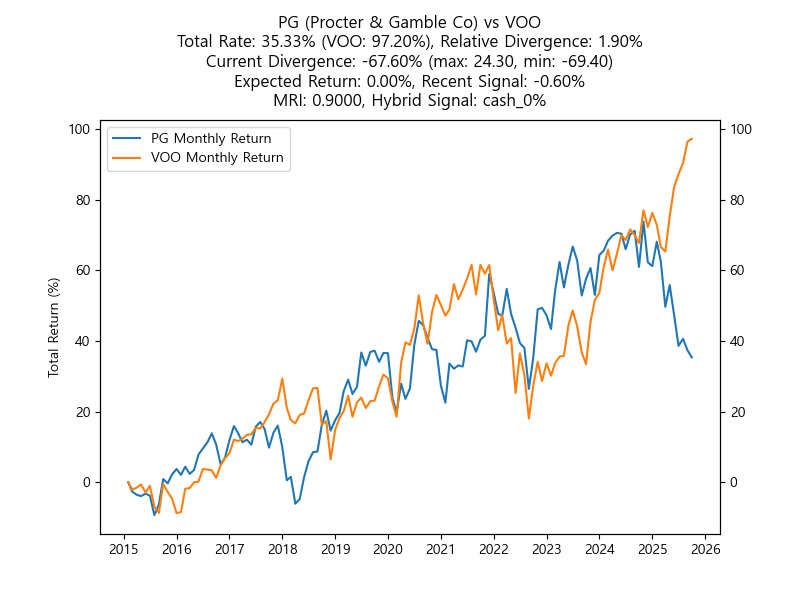 PG (Procter & Gamble Co) vs VOO
Total Rate: 35.33% (VOO: 97.20%), Relative Divergence: 1.90%
Current Divergence: -67.60% (max: 24.30, min: -69.40)
Expected Return: 0.00%, Recent Signal: -0.60%
MRI: 0.9000, Hybrid Signal: cash_0%
PG Monthly Return
VOO Monthly Return
Total Return (%)
100
80
60
40
20
0
100
80
60
40
20
0
2015 2016 2017 2018 2019 2020 2021 2022 2023 2024 2025 2026